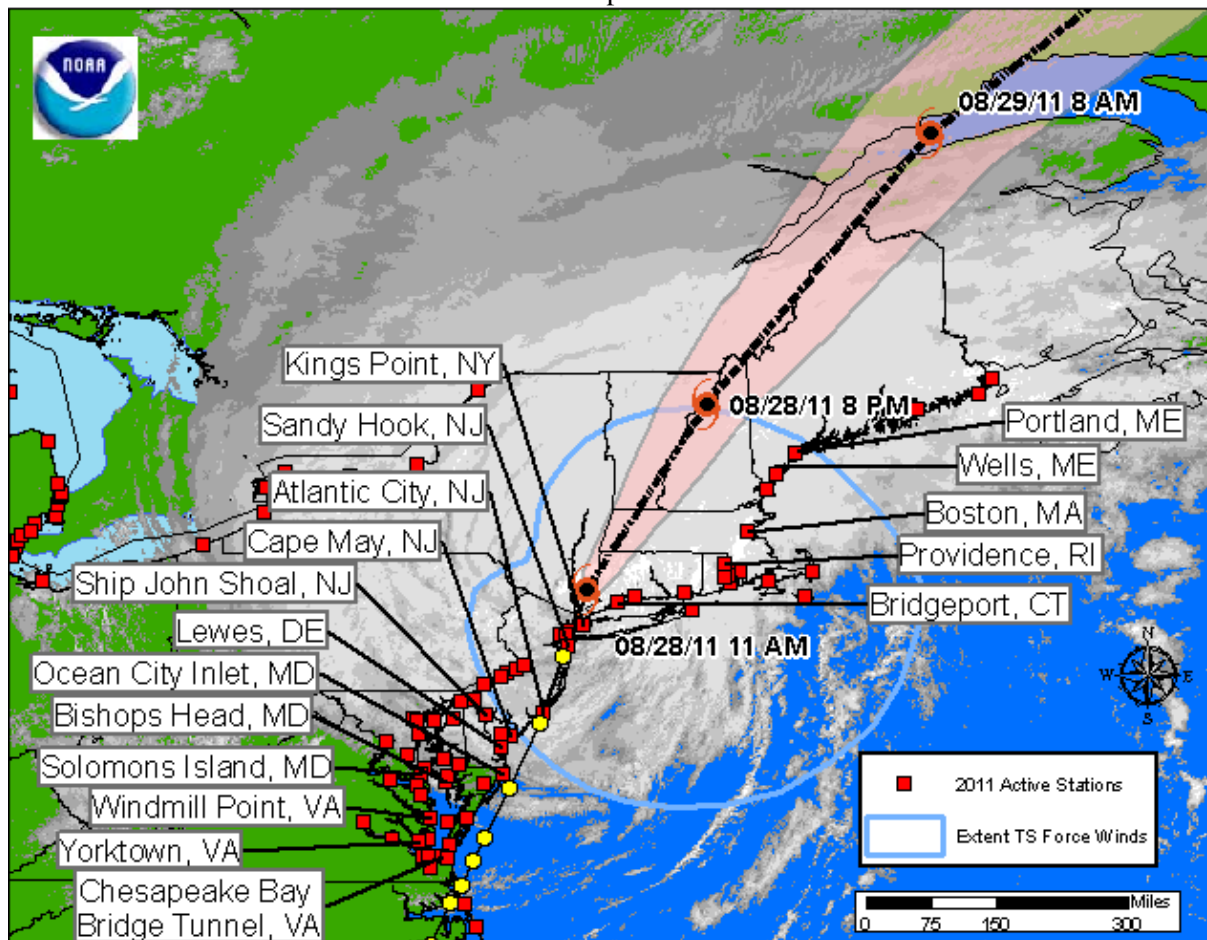 NOAA
08/29/11 8 AM
Kings Point, NY
08/28/11 8 PM
Sandy Hook, NJ
Portland, ME
Wells, ME
Atlantic City, NJ
Boston, MA
Cape May, NJ
Providence, RI
Ship John Shoal, NJ
Bridgeport, CT
Lewes, DE
08/28/11 11 AM
Ocean City Inlet, MD
N
W
E
S
Bishops Head, MD
Solomons Island, MD
Windmill Point, VA
Yorktown, VA
Chesapeake Bay
Bridge Tunnel, VA
2011 Active Stations
Extent TS Force Winds
Miles
0 75 150 300